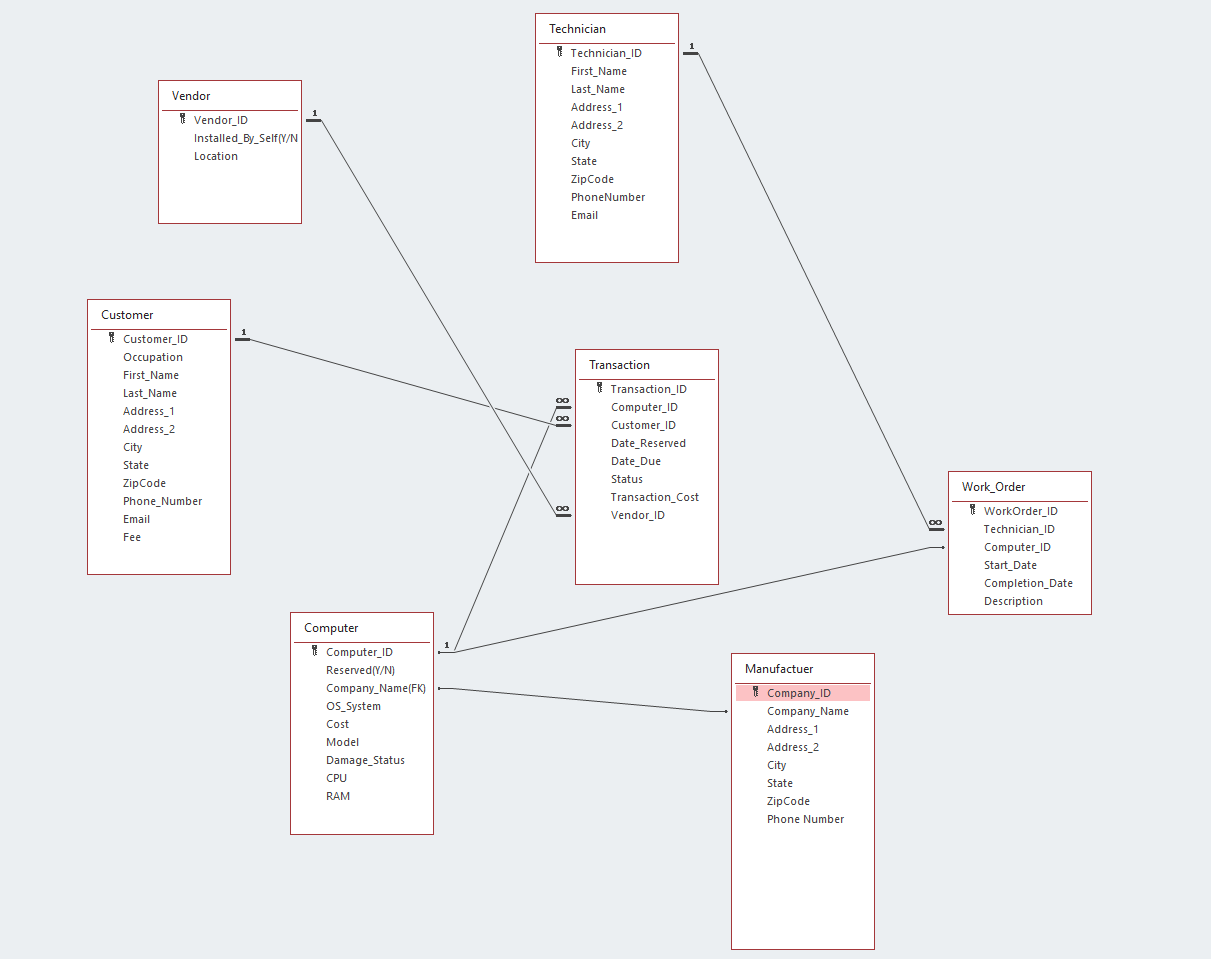 Technician
Technician_ID
First_Name
Last_Name
Address_1
Address_2
City
State
ZipCode
PhoneNumber
Email
1
Vendor
Vendor_ID
Installed_By_Self(Y/N
Location
1
Customer
Customer_ID
Occupation
First_Name
Last_Name
Address_1
Address_2
City
State
ZipCode
Phone_Number
Email
Fee
1
Transaction
Transaction_ID
Computer_ID
Customer_ID
Date_Reserved
Date_Due
Status
Transaction_Cost
Vendor_ID
∞
∞
∞
Work_Order
WorkOrder_ID
Technician_ID
Computer_ID
Start_Date
Completion_Date
Description
∞
Computer
Computer_ID
Reserved(Y/N)
Company_Name(FK)
OS_System
Cost
Model
Damage_Status
CPU
RAM
1
Manufactuer
Company_ID
Company_Name
Address_1
Address_2
City
State
ZipCode
Phone Number